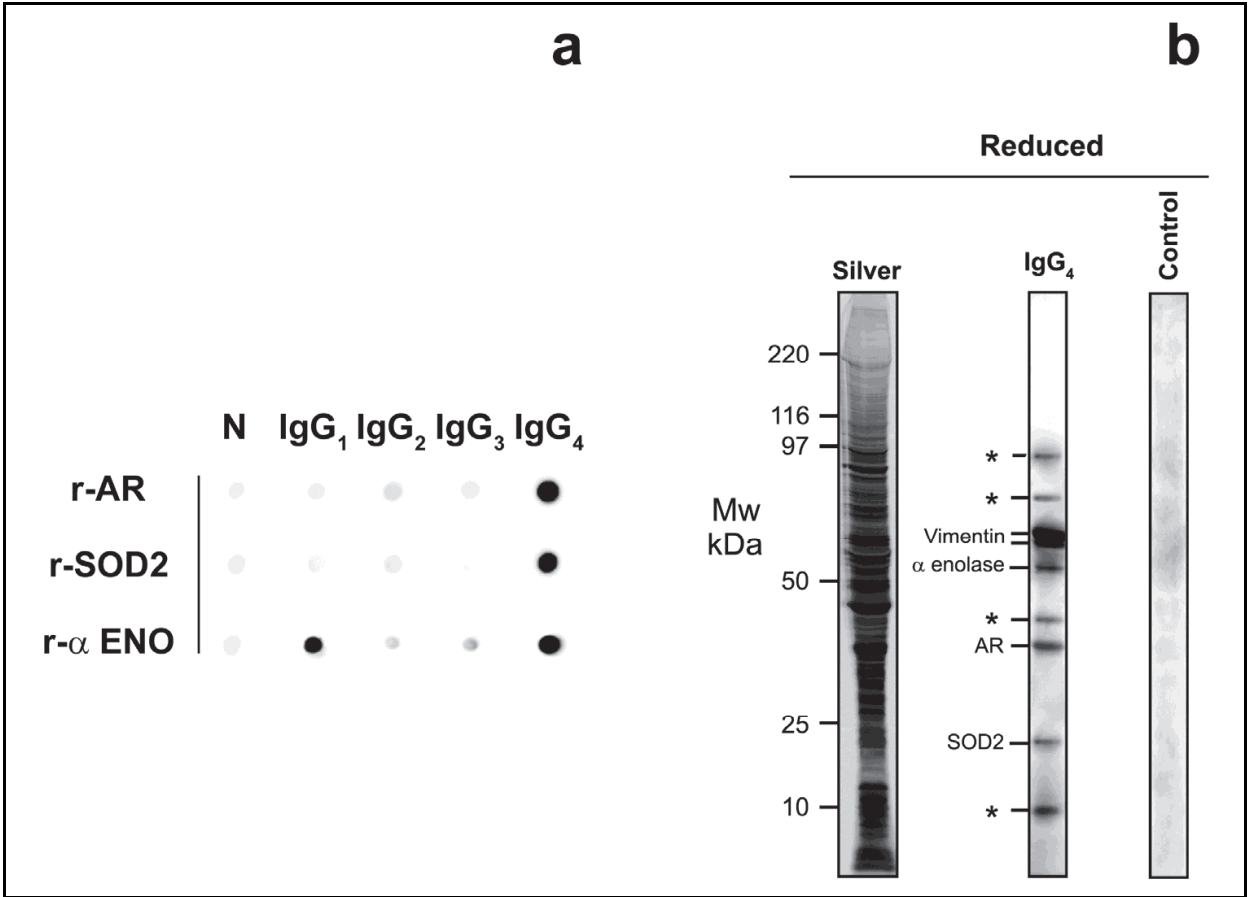 a
N IgG1 IgG2 IgG3 IgG4
r-AR
r-SOD2
r-α ENO
b
Reduced
Silver
IgG4
Control
Mw
kDa
220
116
97
50
25
10
*
*
Vimentin
α enolase
*
AR
SOD2
*